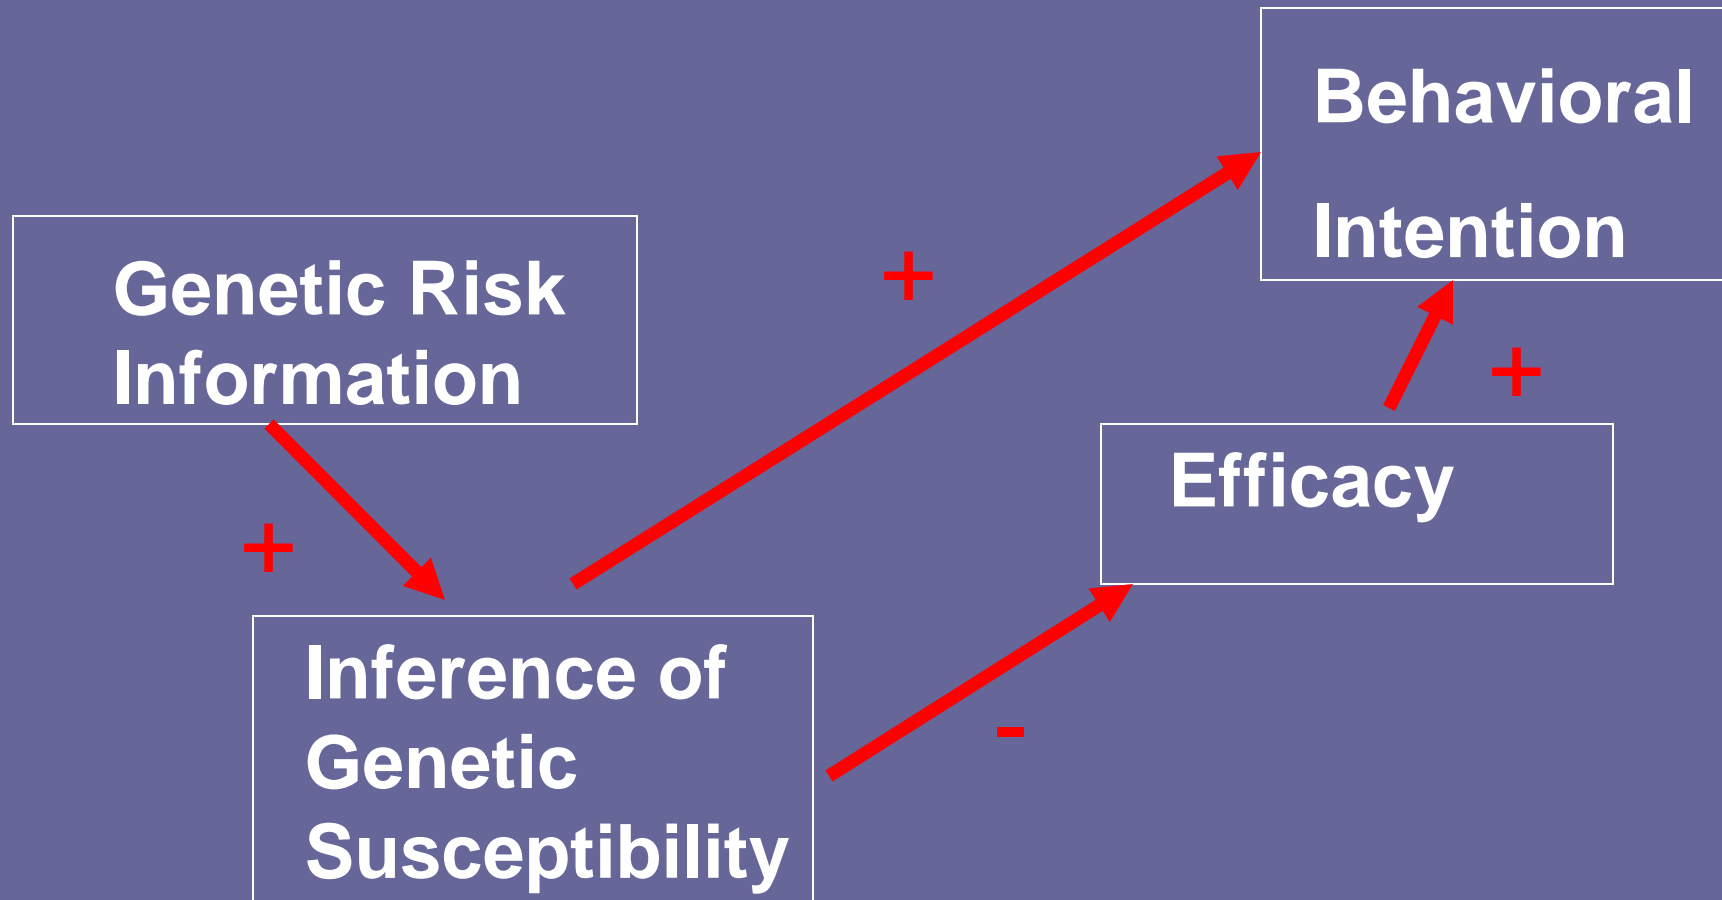 Behavioral
Intention
+
Genetic Risk
Information
+
Efficacy
+
Inference of
Genetic
Susceptibility
-